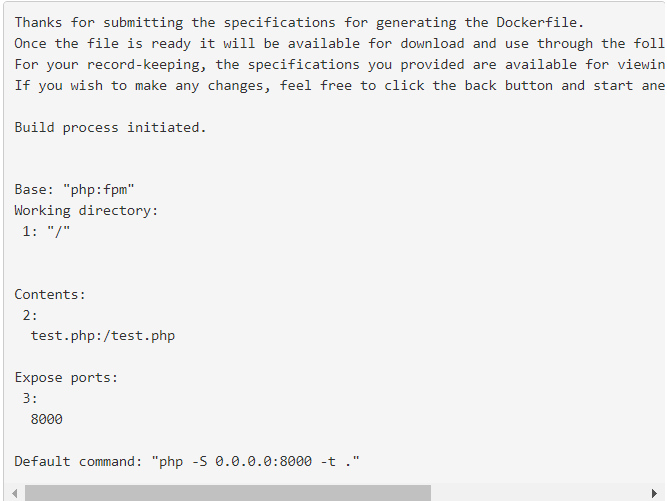 Thanks for submitting the specifications for generating the Dockerfile.
Once the file is ready it will be available for download and use through the
For your record-keeping, the specifications you provided are available for
If you wish to make any changes, feel free to click the back button and start
Build process initiated.
Base: "php:fpm"
Working directory:
1: "/"
Contents:
2:
test.php:/test.php
Expose ports:
3:
8000
Default command: "php -S 0.0.0.0:8000 -t ."